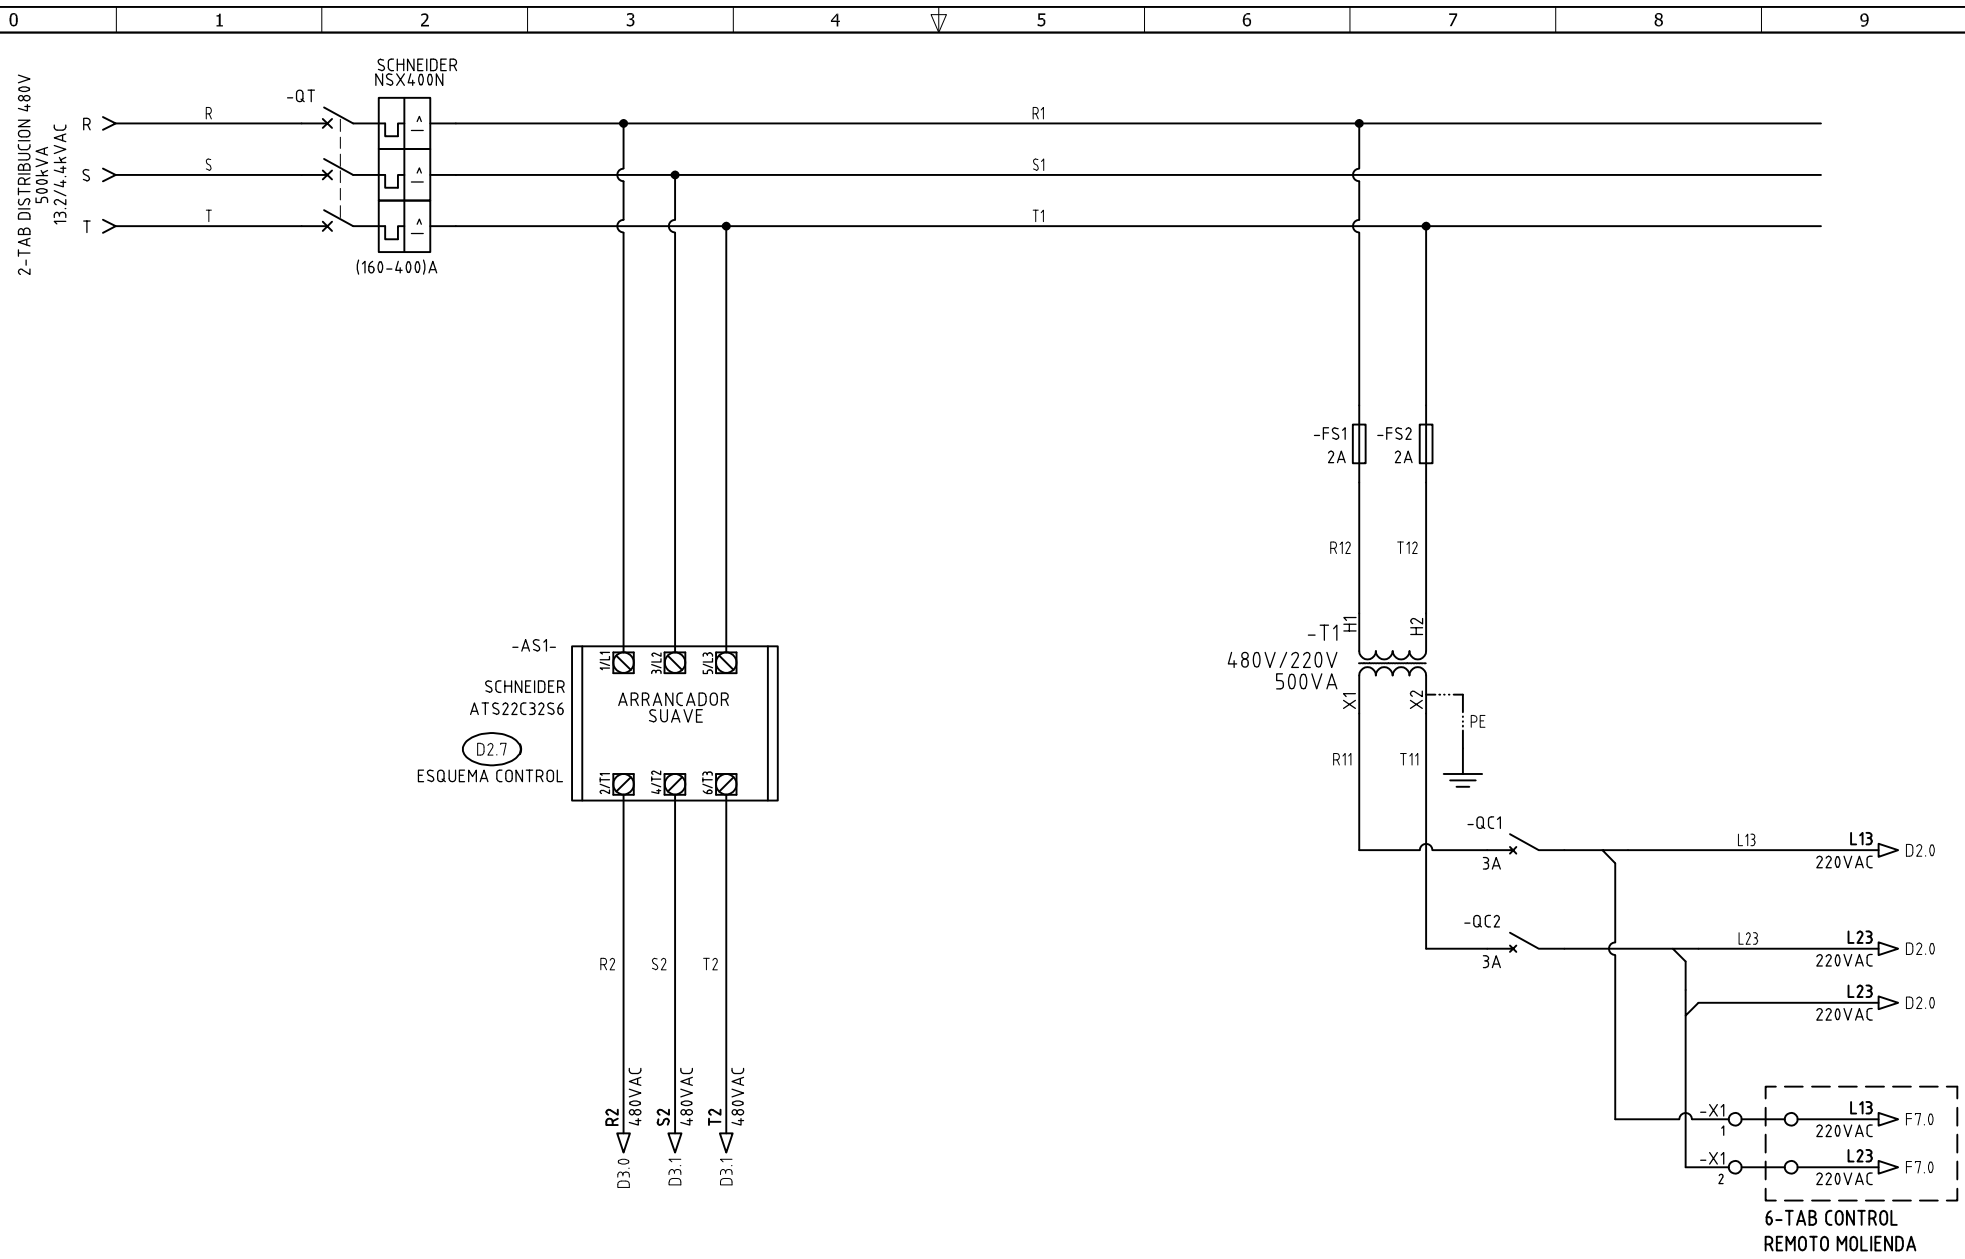 0 1 2 3 4 5 6 7 8 9
2-TAB DISTRIBUCION 480V
500kVA
13.2/4.4kVAC
SCHNEIDER
NSX400N
-QT
R R R1
S S S1
T T T1
(160-400)A
-FS1
2A
-FS2
2A
R12
T12
H1
H2
-T1
480V/220V
500VA
X1
X2
PE
R11
T11
-AS1-
SCHNEIDER
ATS22C32S6
D2.7
ESQUEMA CONTROL
1/L1
3/L2
5/L3
ARRANCADOR
SUAVE
2/T1
4/T2
6/T3
R2
S2
T2
R2
480VAC
D3.0
S2
480VAC
D3.1
T2
480VAC
D3.1
-QC1
3A
L13
L13
220VAC
D2.0
-QC2
3A
L23
L23
220VAC
D2.0
L23
220VAC
D2.0
-X1
1
L13
220VAC
F7.0
-X1
2
L23
220VAC
F7.0
6-TAB CONTROL
REMOTO MOLIENDA